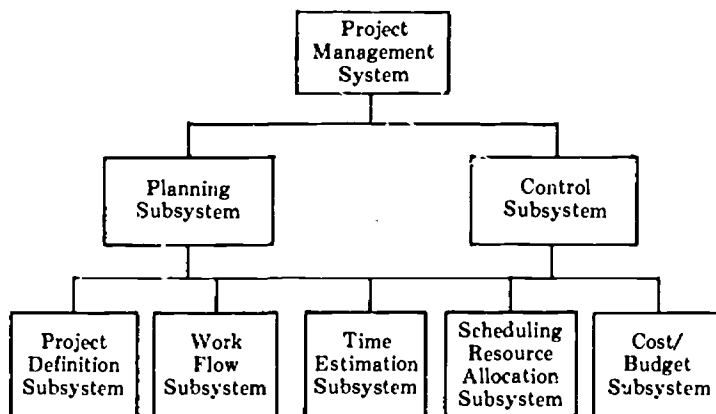 Project
Management
System
Planning
Subsystem
Control
Subsystem
Project
Definition
Subsystem
Work
Flow
Subsystem
Time
Estimation
Subsystem
Scheduling
Resource
Allocation
Subsystem
Cost/
Budget
Subsystem